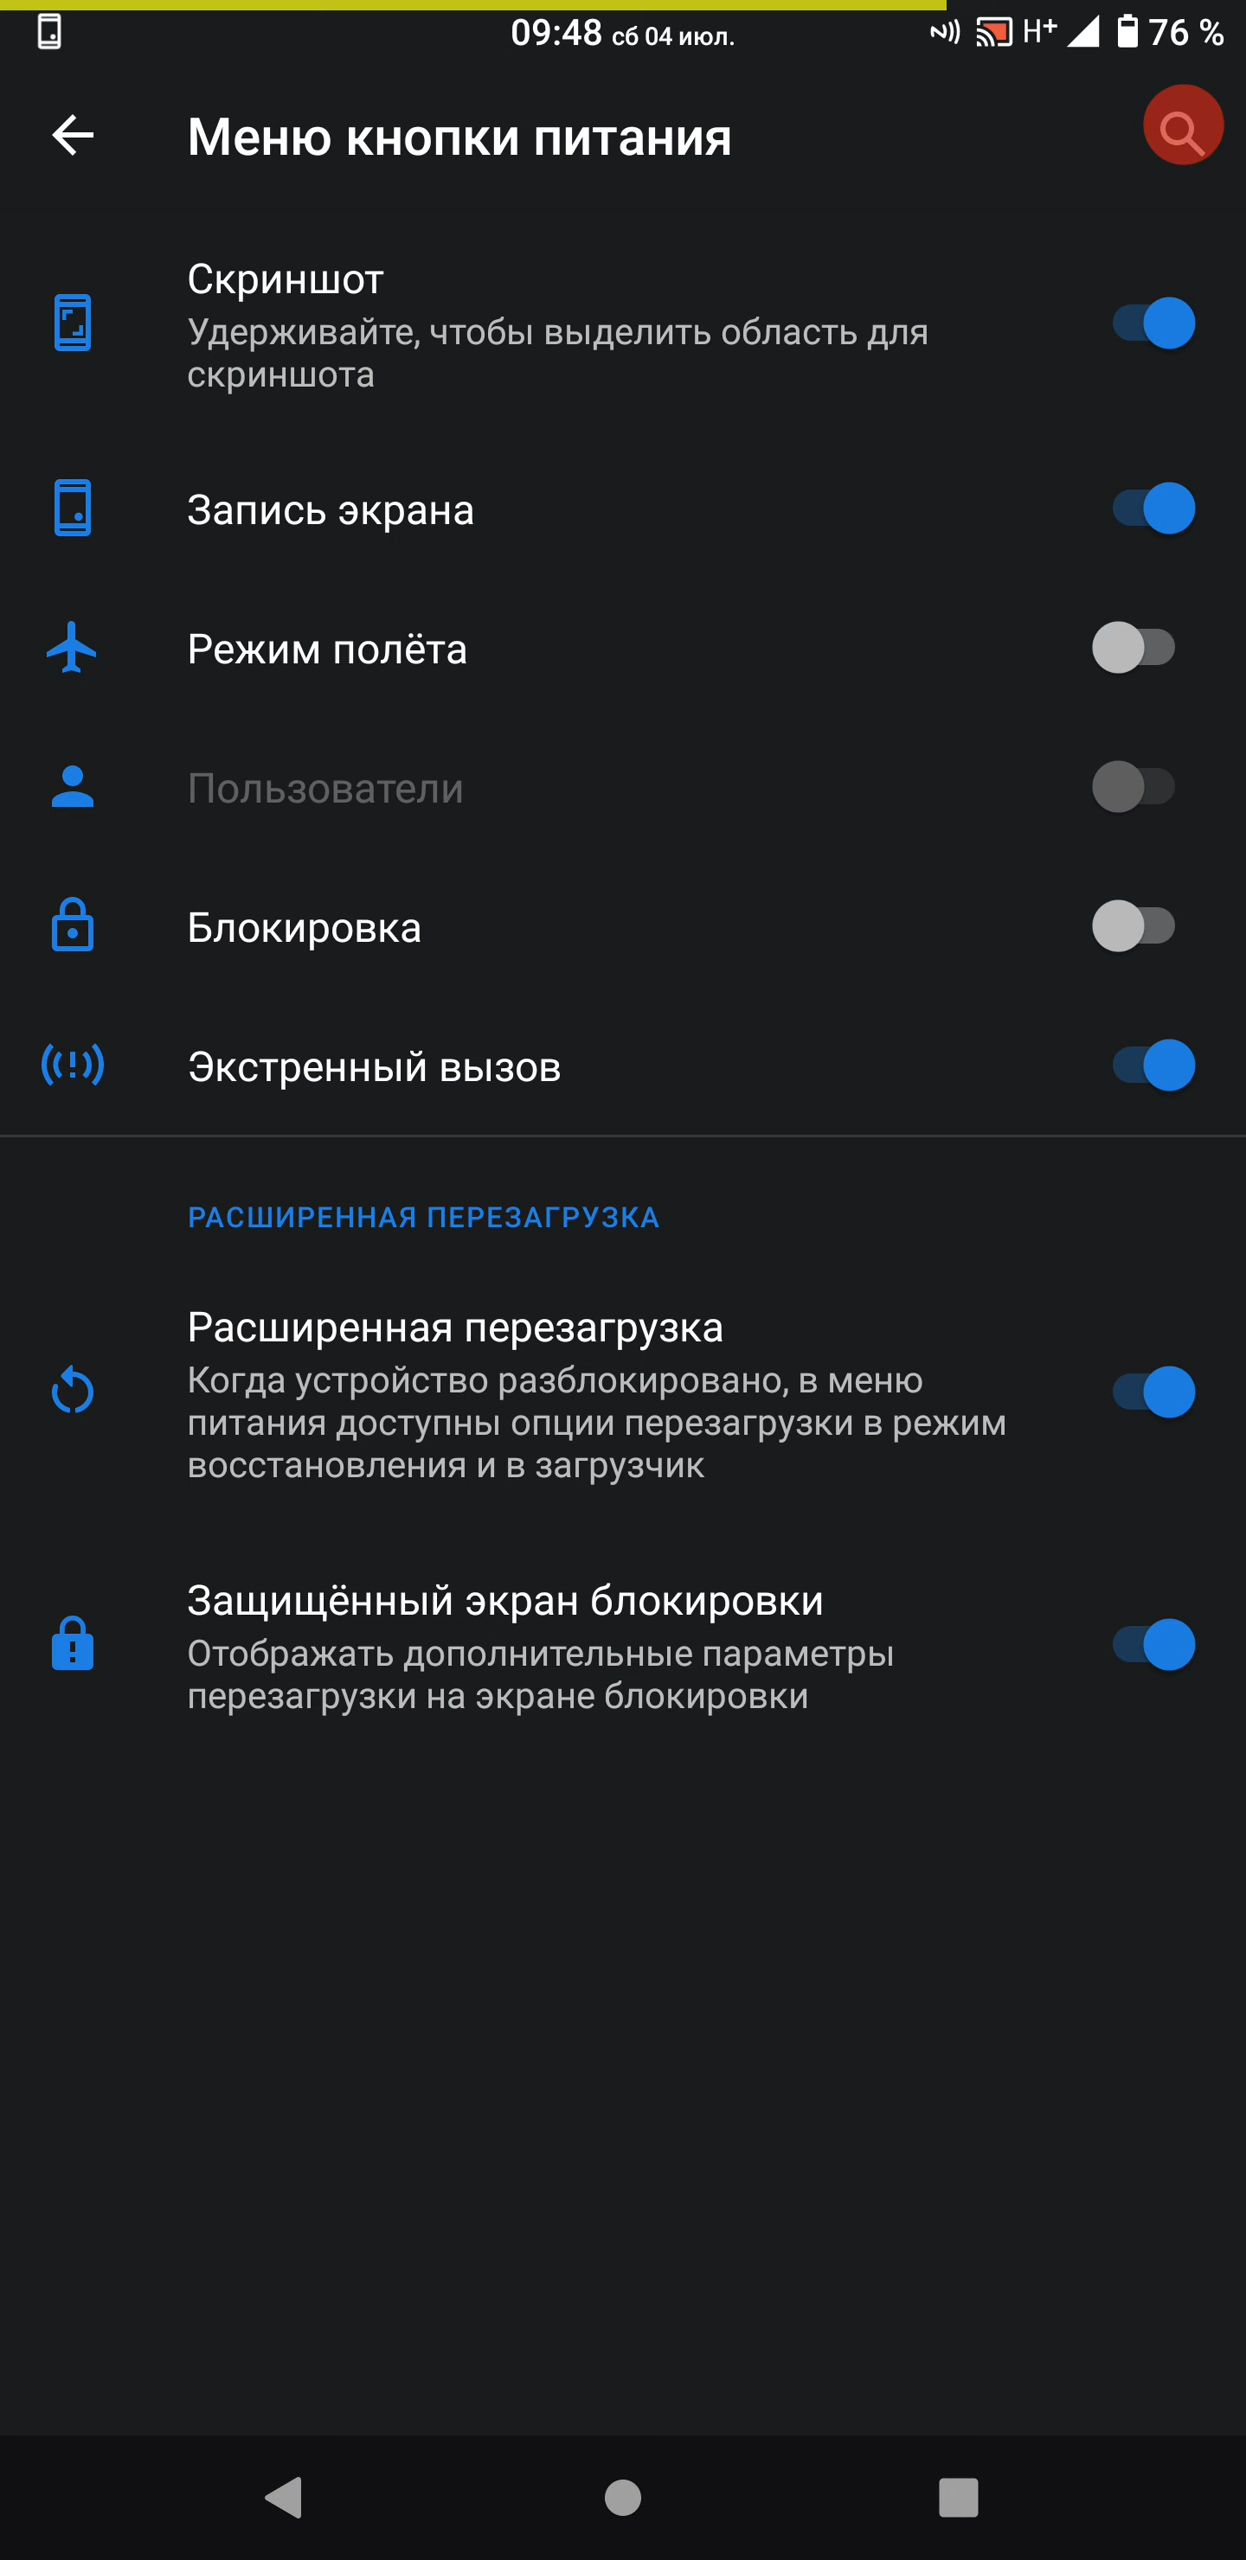 09:48 сб 04 июл.
H+
76 %
Меню кнопки питания
Скриншот
Удерживайте, чтобы выделить область для
скриншота
Запись экрана
Режим полёта
Пользователи
Блокировка
Экстренный вызов
РАСШИРЕННАЯ ПЕРЕЗАГРУЗКА
Расширенная перезагрузка
Когда устройство разблокировано, в меню
питания доступны опции перезагрузки в режим
восстановления и в загрузчик
Защищённый экран блокировки
Отображать дополнительные параметры
перезагрузки на экране блокировки